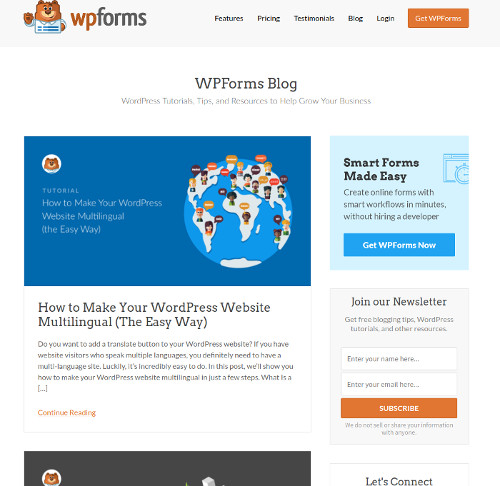 wpforms
Features
Pricing
Testimonials
Blog
Login
Get WPForms
WPForms Blog
WordPress Tutorials, Tips, and Resources to Help Grow Your Business
TUTORIAL
How to Make Your WordPress
Website Multilingual
(the Easy Way)
How to Make Your WordPress Website
Multilingual (The Easy Way)
Do you want to add a translate button to your WordPress website? If you have
website visitors who speak multiple languages, you definitely need to have a
multi-language site. Luckily, it's incredibly easy to do. In this post, we'll show you
how to make your WordPress website multilingual in just a few steps. What is a
[...]
Continue Reading
Smart Forms
Made Easy
Create online forms with
smart workflows in minutes,
without hiring a developer
Get WPForms Now
Join our Newsletter
Get free blogging tips, WordPress
tutorials, and other resources.
Enter your name here...
Enter your email here...
SUBSCRIBE
We do not sell or share your information
with anyone.
Let's Connect